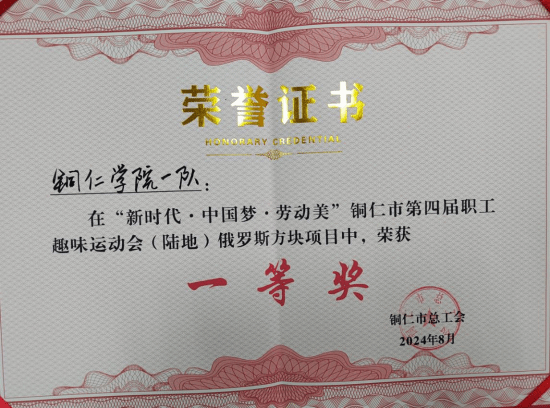 荣誉证书
HONORARY CREDENTIAL
铜仁学院一队：
在“新时代·中国梦·劳动美”铜仁市第四届职工
趣味运动会（陆地）俄罗斯方块项目中，荣获
一等奖
铜仁市总工会
2024年8月